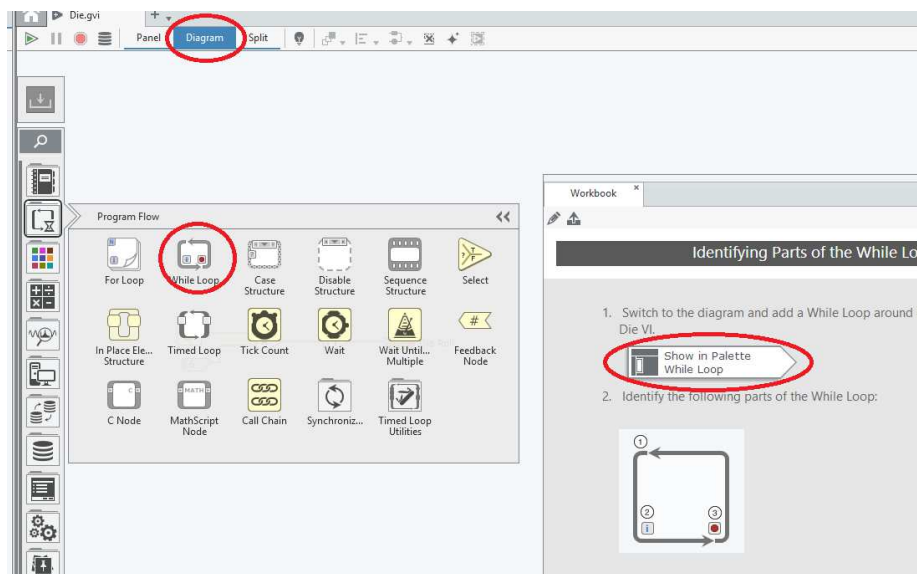 Die.gvi
Panel Diagram Split
Program Flow
For Loop While Loop Case Structure Disable Structure Sequence Structure Select
In Place Ele... Structure Timed Loop Tick Count Wait Wait Until... Multiple Feedback Node
C Node MathScript Node Call Chain Synchroniz... Timed Loop Utilities
Workbook
Identifying Parts of the While Lo
1. Switch to the diagram and add a While Loop around
Die VI.
Show in Palette
While Loop
2. Identify the following parts of the While Loop:
1
2 3
i